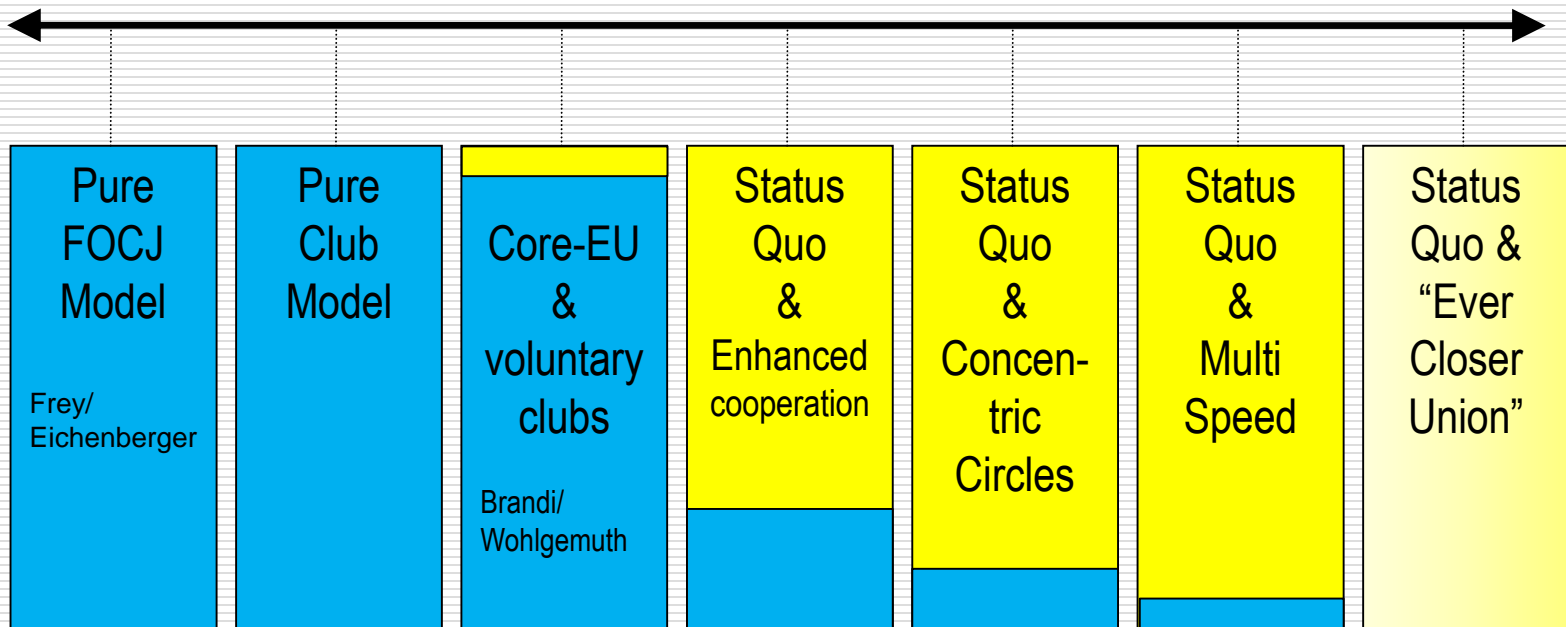 Pure
FOCJ
Model
Frey/
Eichenberger
Pure
Club
Model
Core-EU
&
voluntary
clubs
Brandi/
Wohlgemuth
Status
Quo
&
Enhanced
cooperation
Status
Quo
&
Concen-
tric
Circles
Status
Quo
&
Multi
Speed
Status
Quo &
“Ever
Closer
Union”